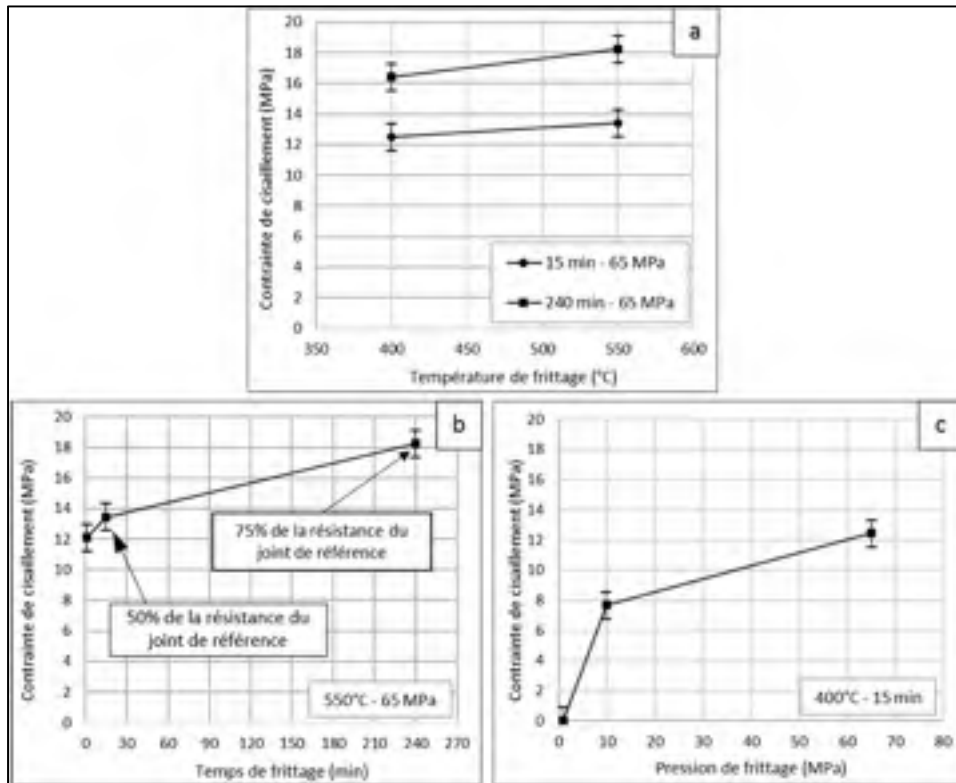 a
20
18
16
14
12
10
8
6
4
2
0
Contrainte de cisaillement (MPa)
15 min - 65 MPa
240 min - 65 MPa
350 400 450 500 550 600
Température de frittage (°C)
b
20
18
16
14
12
10
8
6
4
2
0
Contrainte de cisaillement (MPa)
75% de la résistance du
joint de référence
50% de la résistance du
joint de référence
550°C - 65 MPa
0 30 60 90 120 150 180 210 240 270
Temps de frittage (min)
c
20
18
16
14
12
10
8
6
4
2
0
Contrainte de cisaillement (MPa)
400°C - 15 min
0 10 20 30 40 50 60 70 80
Pression de frittage (MPa)